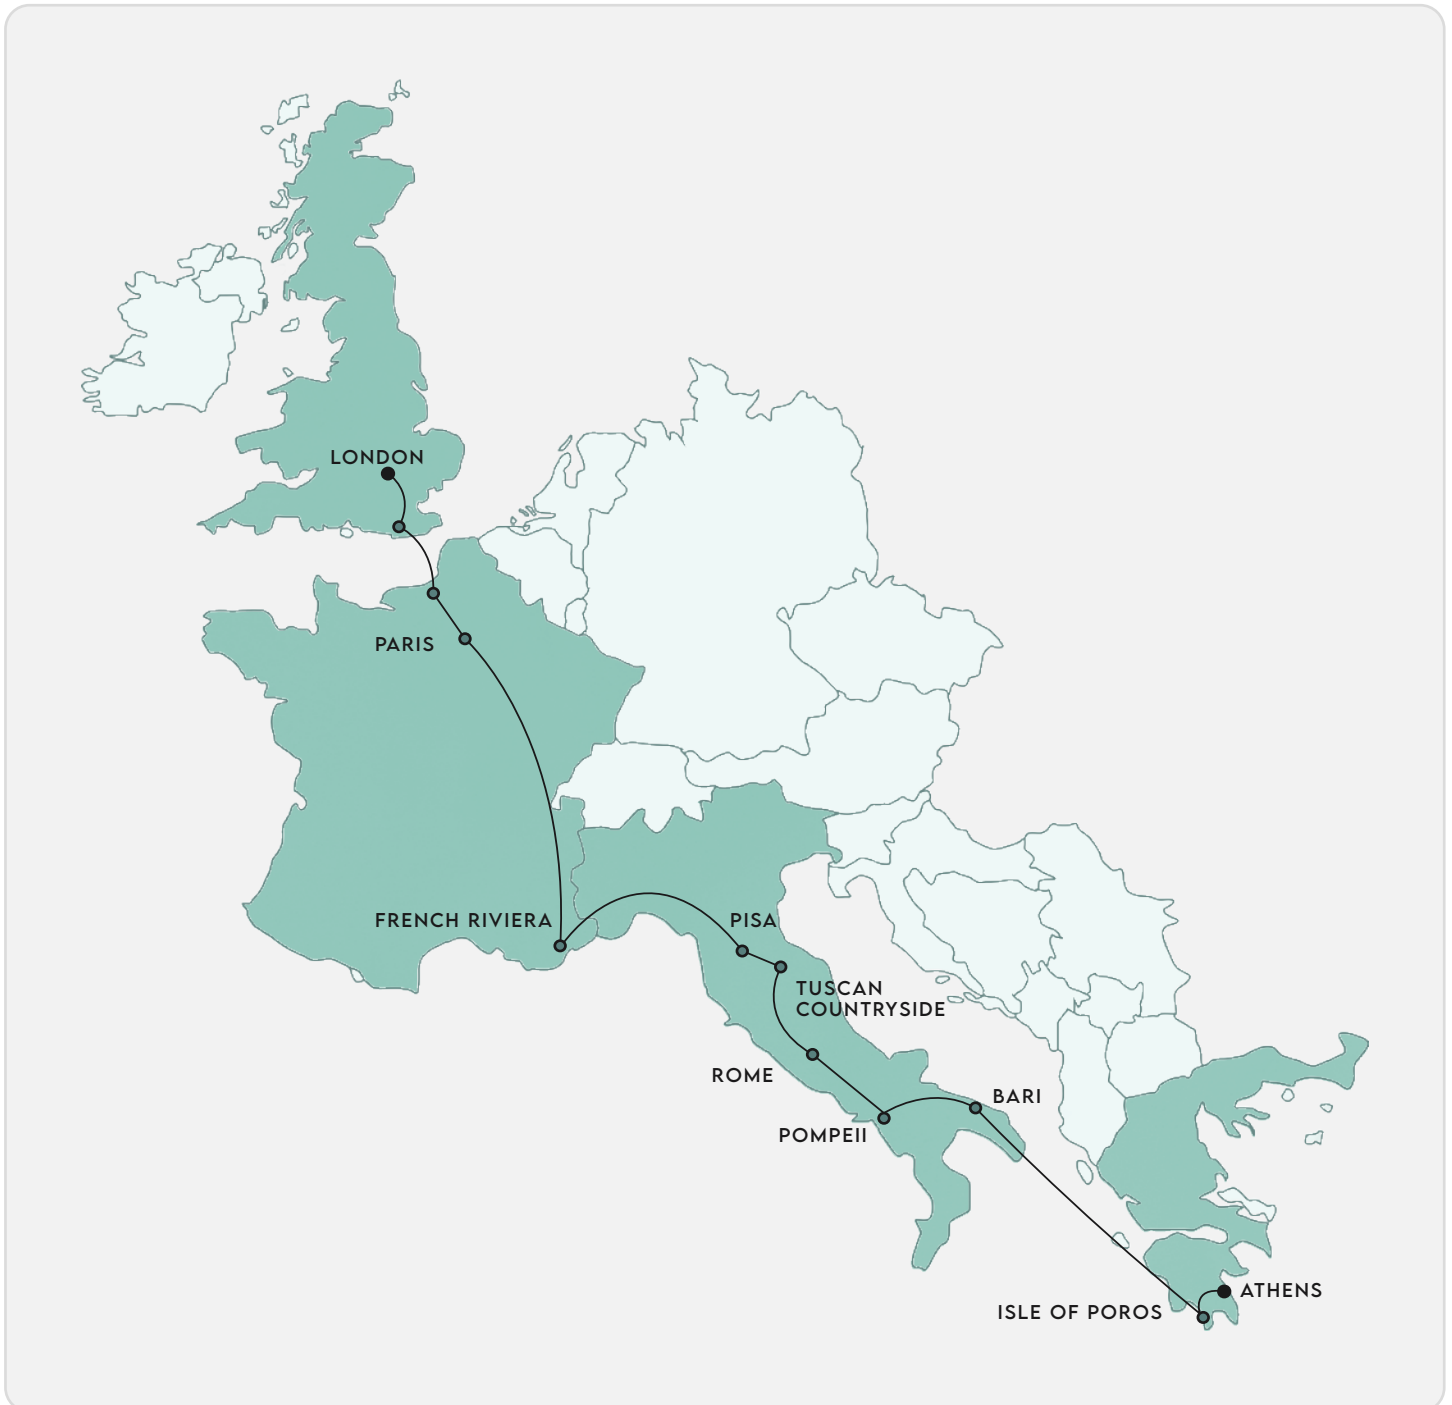 LONDON
PARIS
FRENCH RIVIERA
PISA
TUSCAN
COUNTRYSIDE
ROME
BARI
POMPEII
ATHENS
ISLE OF POROS